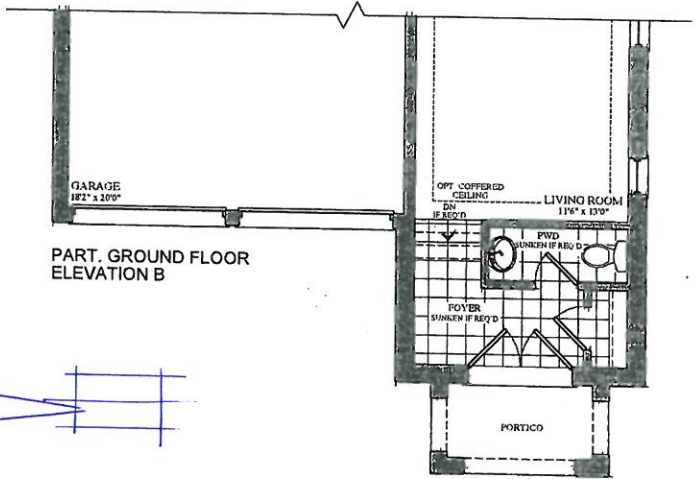 GARAGE
18'2" x 20'0"
OPT COFFERED
CEILING
DN
IF REQ'D
LIVING ROOM
11'6" x 13'0"
PWD
SUNKEN IF REQ'D
PART. GROUND FLOOR
ELEVATION B
FOYER
SUNKEN IF REQ'D
PORTICO